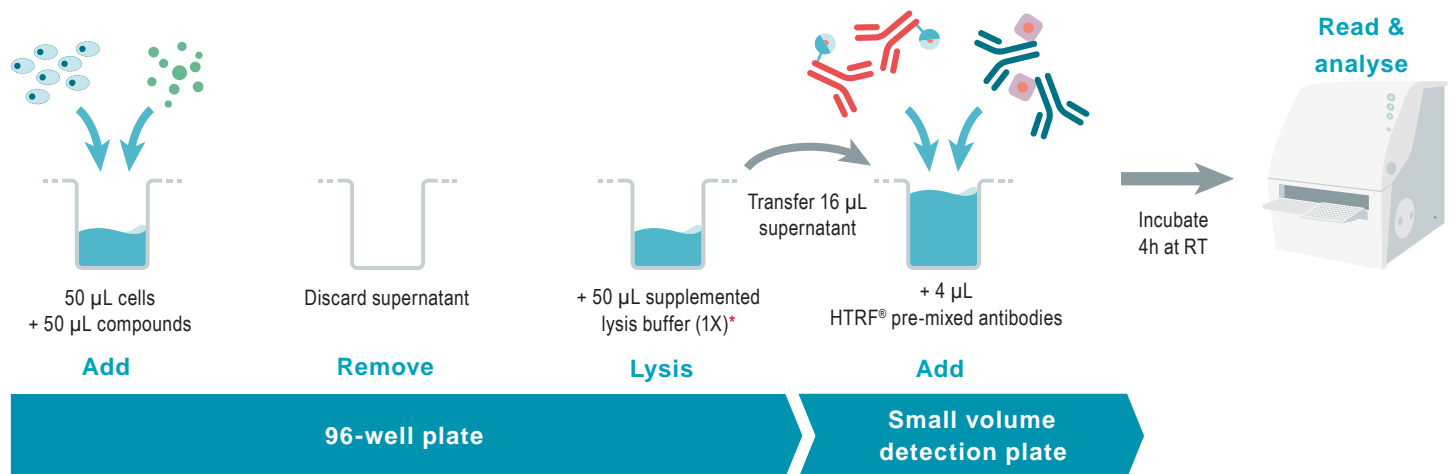 50 µL cells
+ 50 µL compounds
Add
Discard supernatant
Remove
+ 50 µL supplemented
lysis buffer (1X)*
Lysis
Transfer 16 µL
supernatant
+ 4 µL
HTRF® pre-mixed antibodies
Add
Incubate
4h at RT
Read &
analyse
96-well plate
Small volume
detection plate